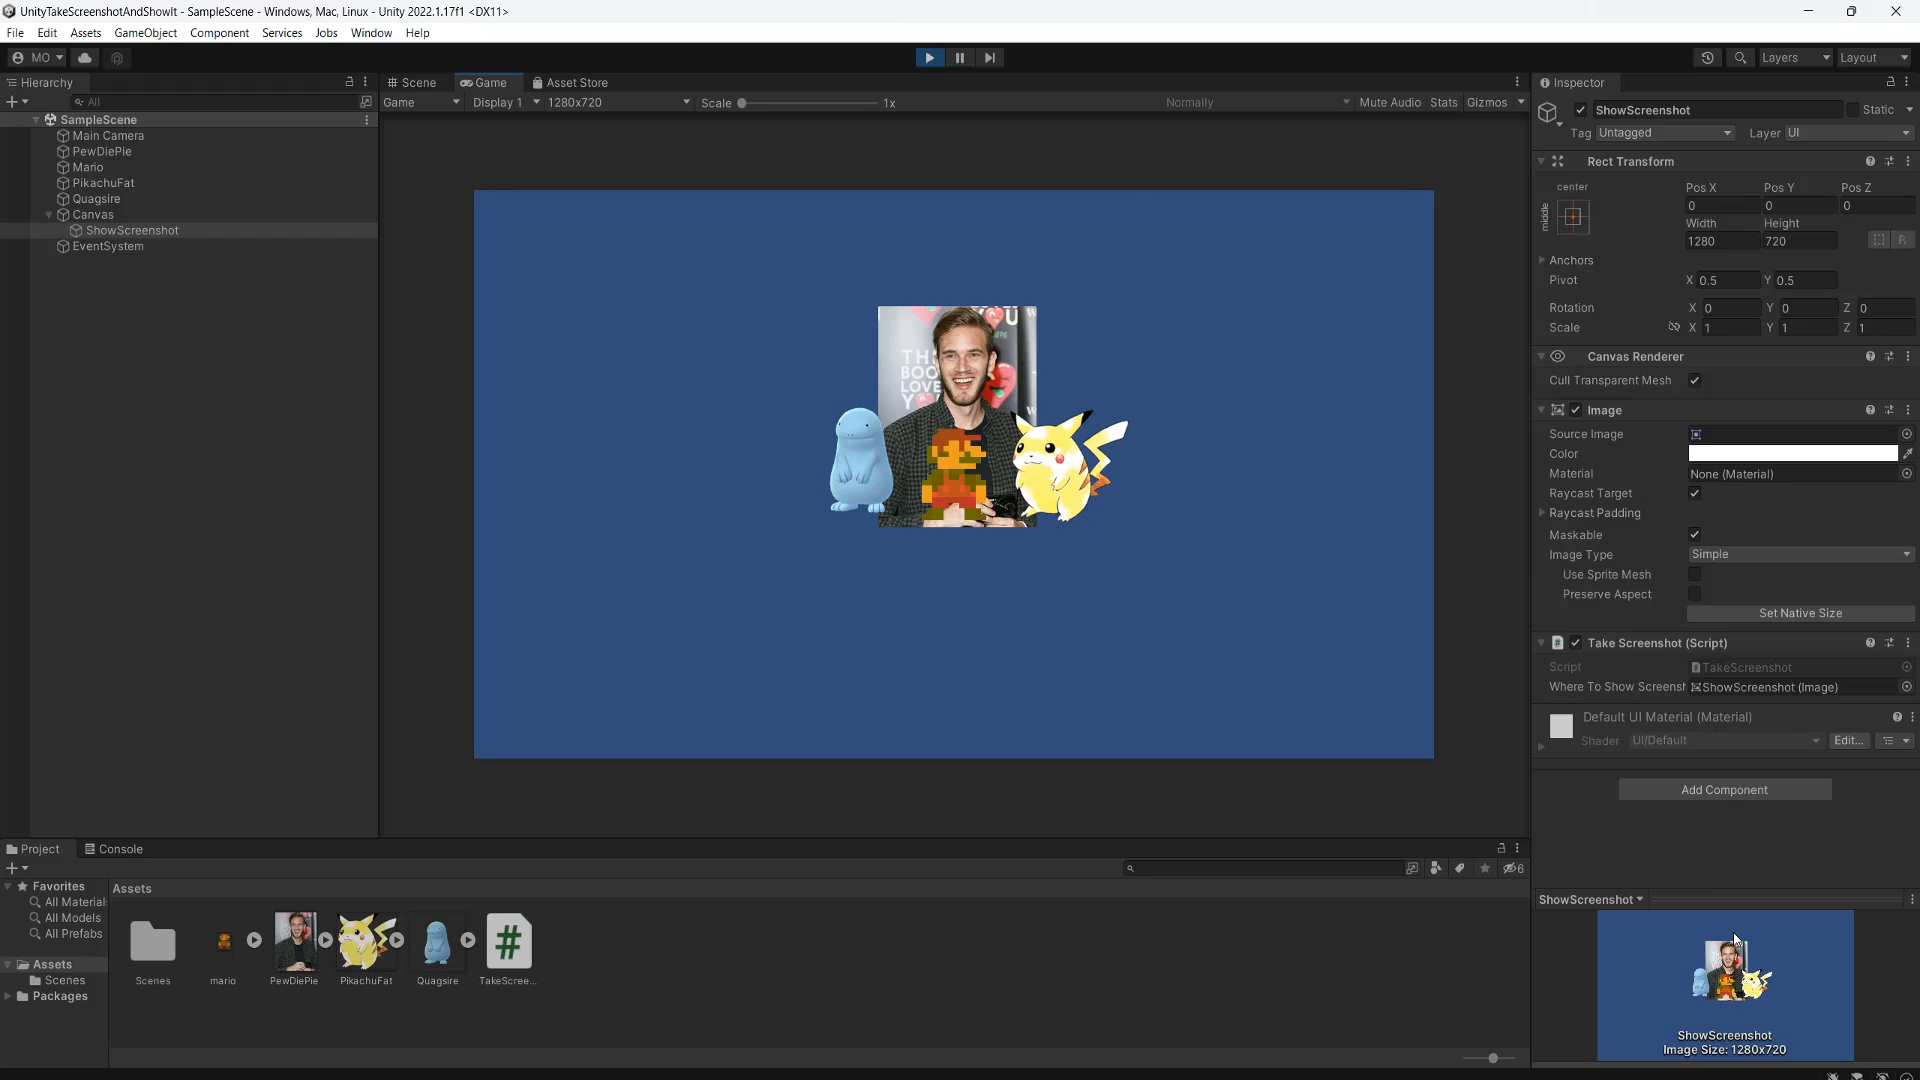 UnityTakeScreenshotAndShowIt - SampleScene - Windows, Mac, Linux - Unity 2022.1.17f1 <DX11>
File Edit Assets GameObject Component Services Jobs Window Help
MO Layers Layout
Hierarchy
All
SampleScene
Main Camera
PewDiePie
Mario
PikachuFat
Quagsire
Canvas
ShowScreenshot
EventSystem
Scene Game Asset Store
Game Display 1 1280x720 Scale 1x Normally Mute Audio Stats Gizmos
YOU
BOO
LOVE
Inspector
ShowScreenshot Static
Tag Untagged Layer UI
Rect Transform
center
middle
Pos X Pos Y Pos Z
0 0 0
Width Height
1280 720
R
Anchors
Pivot X 0.5 Y 0.5
Rotation X 0 Y 0 Z 0
Scale X 1 Y 1 Z 1
Canvas Renderer
Cull Transparent Mesh
Image
Source Image
Color
Material None (Material)
Raycast Target
Raycast Padding
Maskable
Image Type Simple
Use Sprite Mesh
Preserve Aspect
Set Native Size
Take Screenshot (Script)
Script TakeScreenshot
Where To Show Screensh ShowScreenshot (Image)
Default UI Material (Material)
Shader UI/Default Edit...
Add Component
Project Console
6
Favorites
All Material
All Models
All Prefabs
Assets
Scenes
Packages
Assets
Scenes mario PewDiePie PikachuFat Quagsire TakeScree...
ShowScreenshot
ShowScreenshot
Image Size: 1280x720